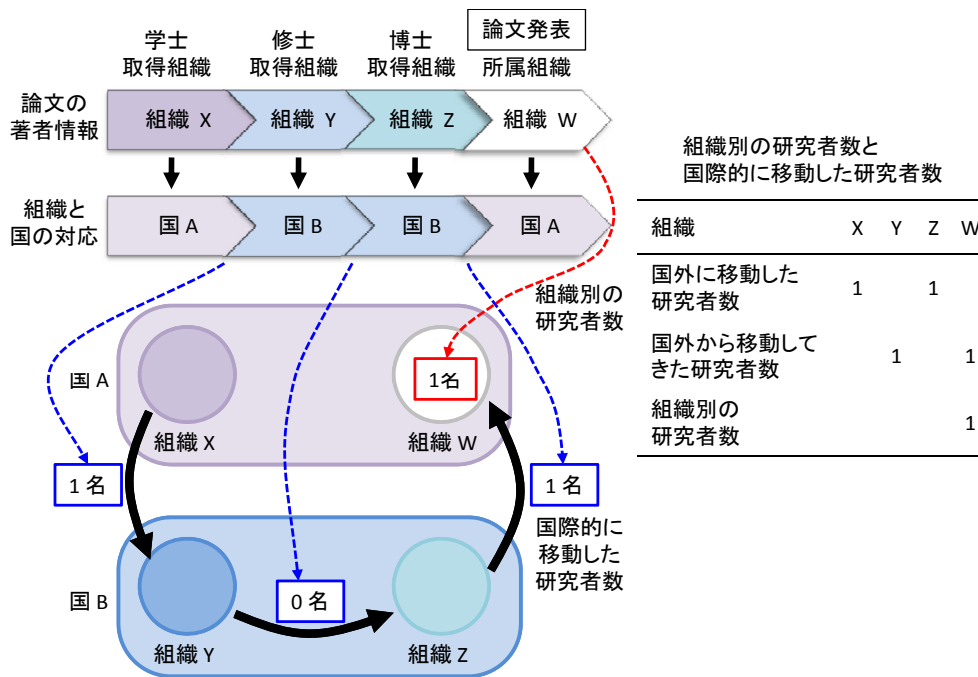 学士
取得組織
修士
取得組織
博士
取得組織
論文発表
所属組織
論文の
著者情報
組織 X
組織 Y
組織 Z
組織 W
組織と
国の対応
国 A
国 B
国 B
国 A
組織別の
研究者数
国 A
1名
組織 X
組織 W
1 名
1 名
国際的に
移動した
研究者数
国 B
0 名
組織 Y
組織 Z
組織別の研究者数と
国際的に移動した研究者数
組織 X Y Z W
国外に移動した
研究者数 1 1
国外から移動して
きた研究者数 1 1
組織別の
研究者数 1